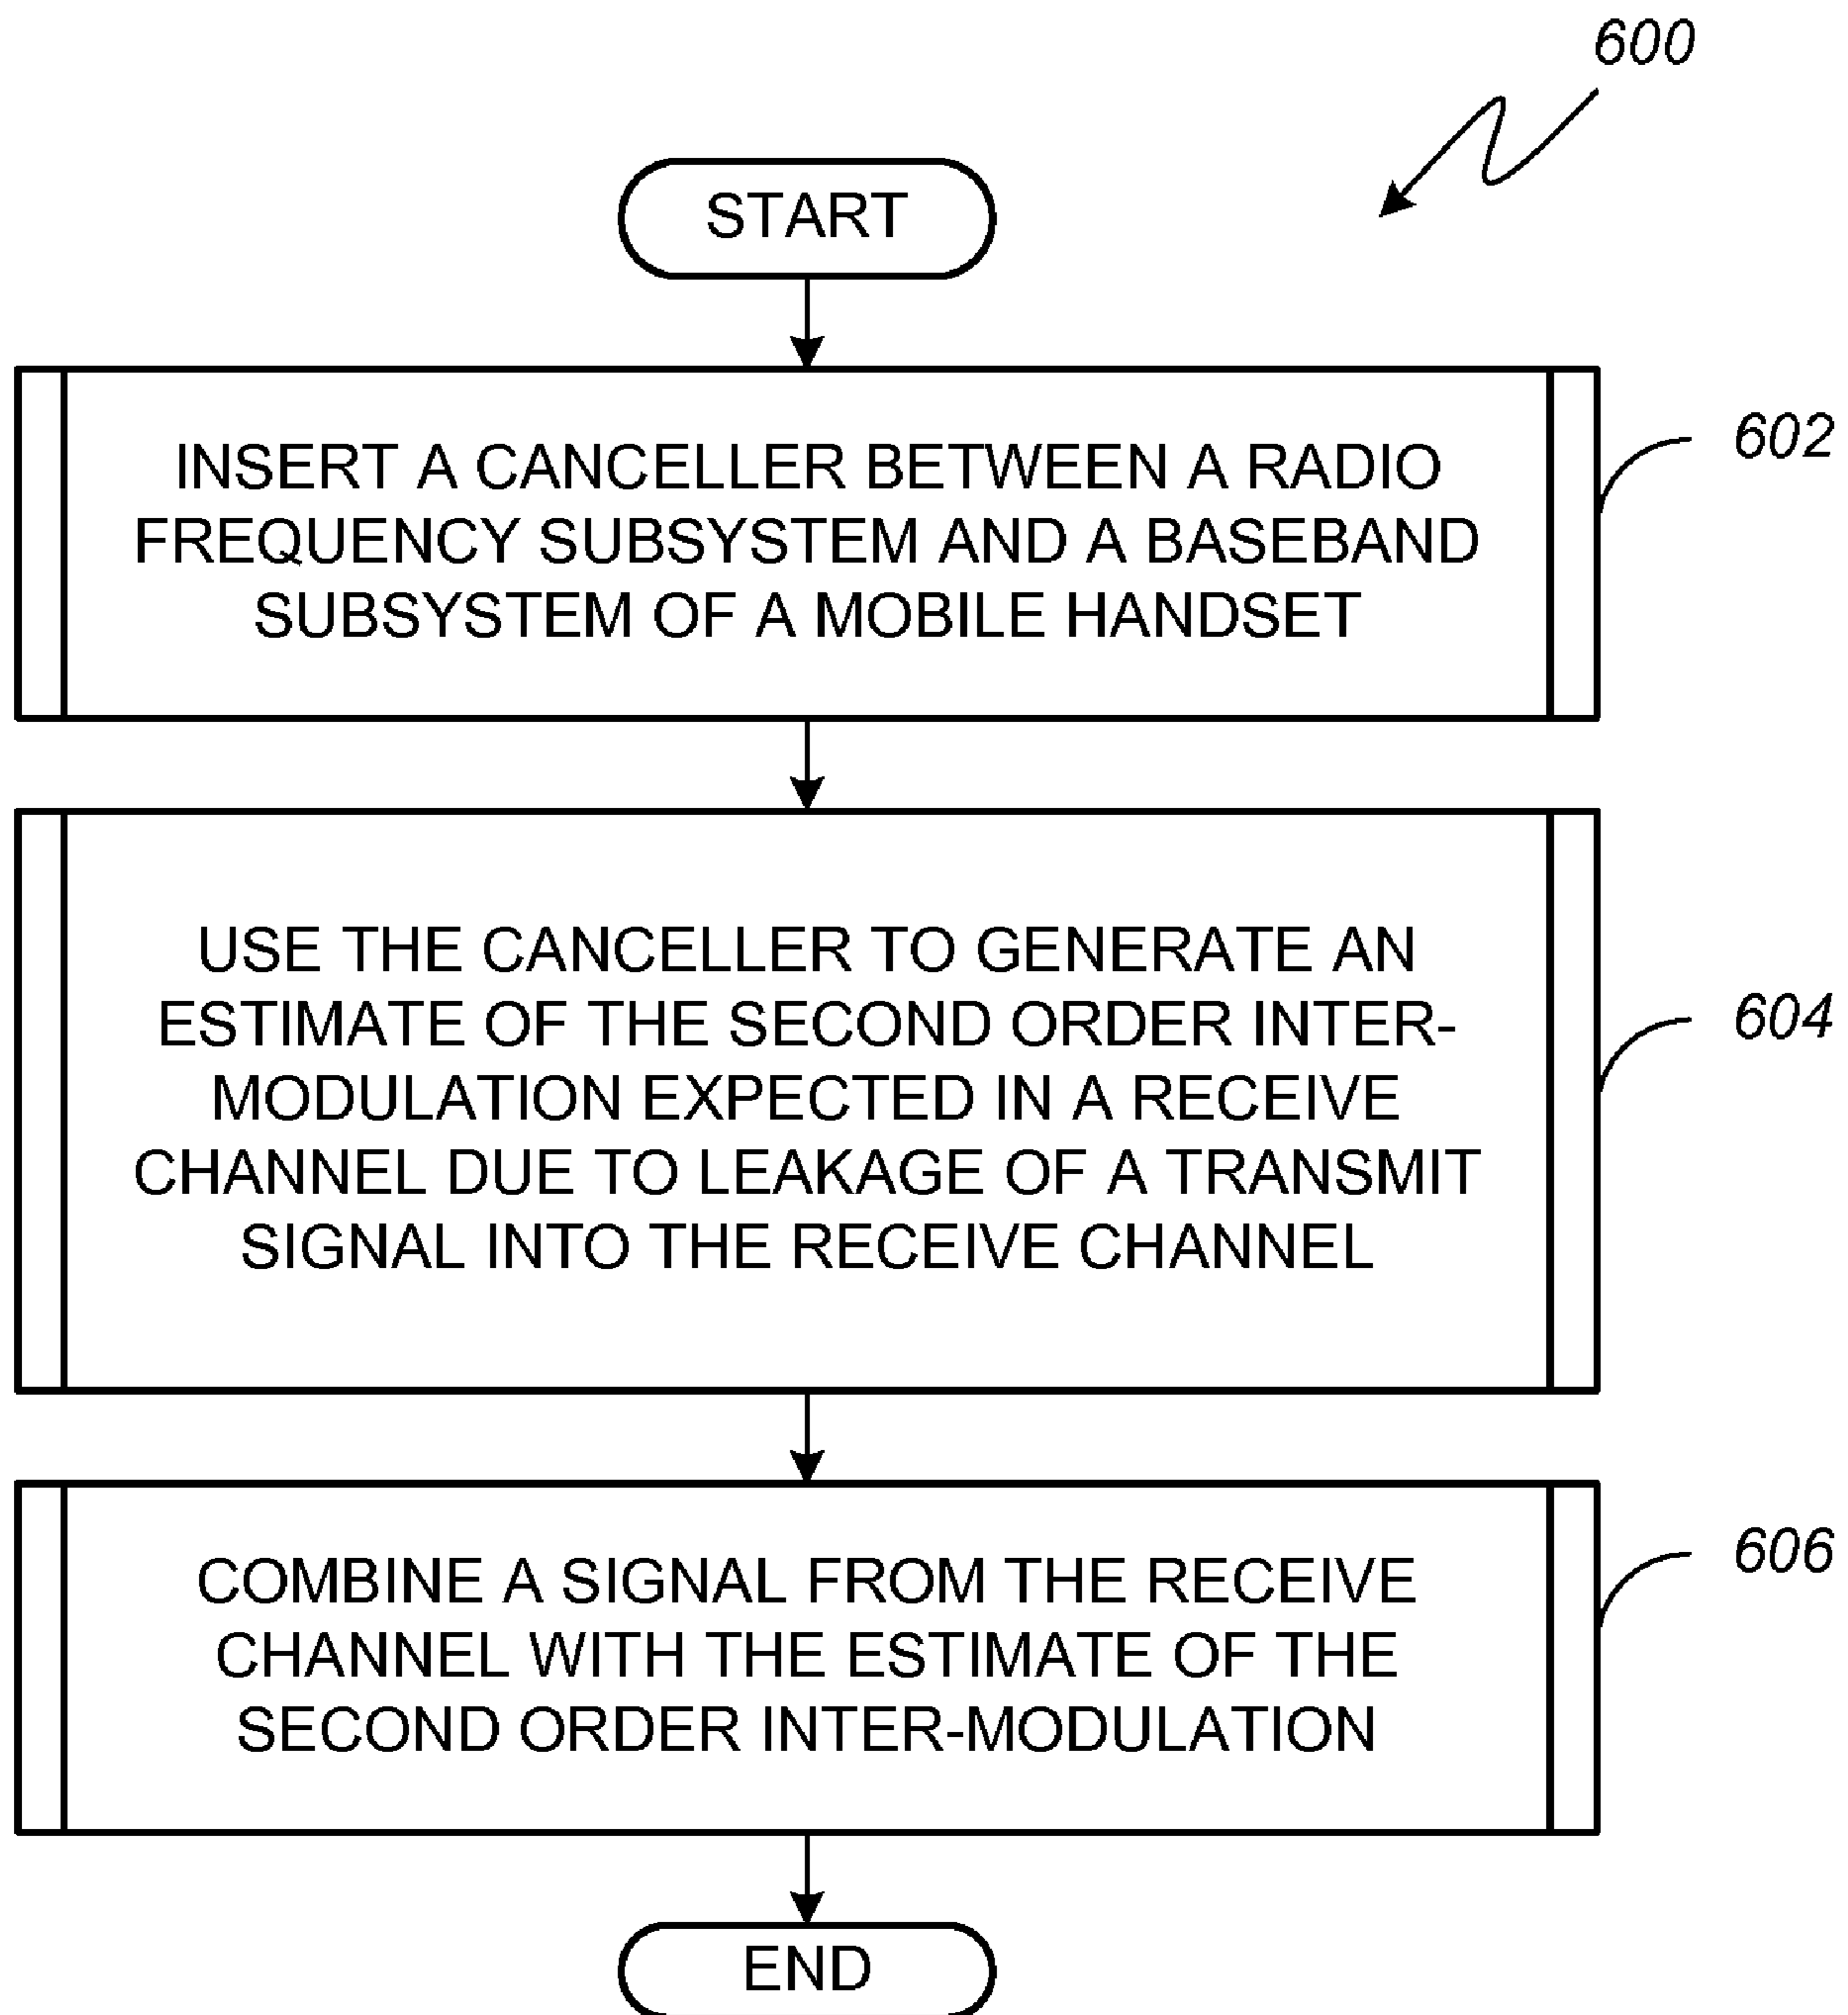 600
START
INSERT A CANCELLER BETWEEN A RADIO
FREQUENCY SUBSYSTEM AND A BASEBAND
SUBSYSTEM OF A MOBILE HANDSET
602
USE THE CANCELLER TO GENERATE AN
ESTIMATE OF THE SECOND ORDER INTER-
MODULATION EXPECTED IN A RECEIVE
CHANNEL DUE TO LEAKAGE OF A TRANSMIT
SIGNAL INTO THE RECEIVE CHANNEL
604
COMBINE A SIGNAL FROM THE RECEIVE
CHANNEL WITH THE ESTIMATE OF THE
SECOND ORDER INTER-MODULATION
606
END